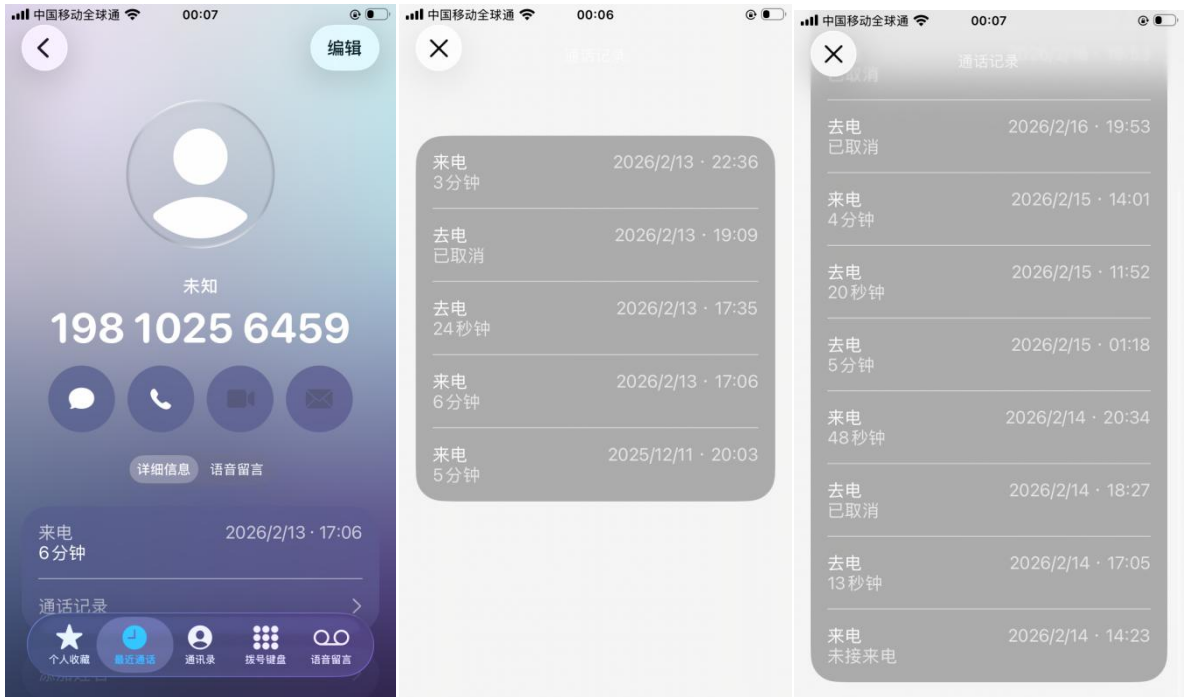 中国移动全球通
00:07
编辑
未知
198 1025 6459
详细信息
语音留言
来电
2026/2/13 · 17:06
6分钟
通话记录
个人收藏
最近通话
通讯录
拨号键盘
语音留言
中国移动全球通
00:06
通话记录
来电
2026/2/13 · 22:36
3分钟
去电
2026/2/13 · 19:09
已取消
去电
2026/2/13 · 17:35
24秒钟
来电
2026/2/13 · 17:06
6分钟
来电
2025/12/11 · 20:03
5分钟
中国移动全球通
00:07
通话记录
已取消
去电
2026/2/16 · 19:53
已取消
来电
2026/2/15 · 14:01
4分钟
去电
2026/2/15 · 11:52
20秒钟
去电
2026/2/15 · 01:18
5分钟
来电
2026/2/14 · 20:34
48秒钟
去电
2026/2/14 · 18:27
已取消
去电
2026/2/14 · 17:05
13秒钟
来电
2026/2/14 · 14:23
未接来电